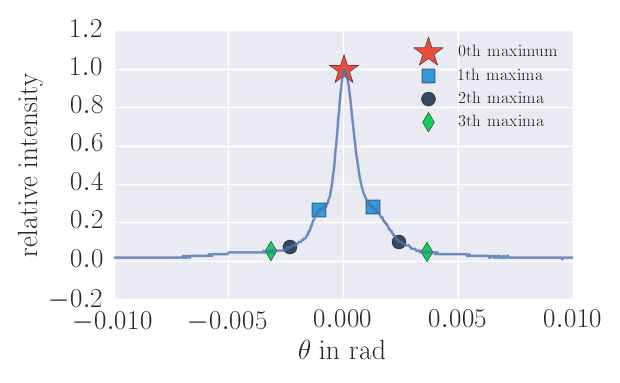 1.2
1.0
0.8
0.6
0.4
0.2
0.0
−0.2
relative intensity
0th maximum
1th maxima
2th maxima
3th maxima
−0.010 −0.005 0.000 0.005 0.010
θ in rad